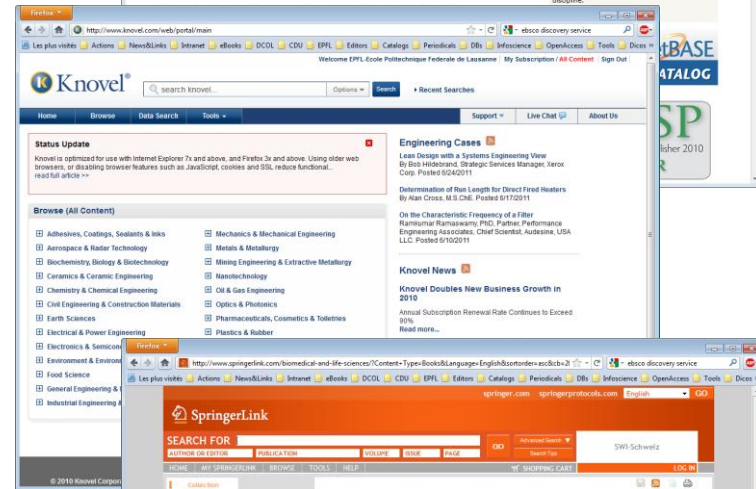 discipline.
Firefox
http://www.knovel.com/web/portal/main
ebsco discovery service
Les plus visités Actions News&Links Intranet eBooks DCOL CDU EPFL Editors Catalogs Periodicals DBs Infoscience OpenAccess Tools Dicos »
Welcome EPFL-Ecole Politechnique Federale de Lausanne | My Subscription / All Content | Sign Out
Knovel®
search knovel...
Options
Search
Recent Searches
Home Browse Data Search Tools
Support Live Chat About Us
Status Update
Knovel is optimized for use with Internet Explorer 7x and above, and Firefox 3x and above. Using older web
browsers, or disabling browser features such as JavaScript, cookies and SSL reduce functional...
read full article >>
Browse (All Content)
Adhesives, Coatings, Sealants & Inks
Aerospace & Radar Technology
Biochemistry, Biology & Biotechnology
Ceramics & Ceramic Engineering
Chemistry & Chemical Engineering
Civil Engineering & Construction Materials
Earth Sciences
Electrical & Power Engineering
Electronics & Semicon
Environment & Environ
Food Science
General Engineering &
Industrial Engineering &
Mechanics & Mechanical Engineering
Metals & Metallurgy
Mining Engineering & Extractive Metallurgy
Nanotechnology
Oil & Gas Engineering
Optics & Photonics
Pharmaceuticals, Cosmetics & Toiletries
Plastics & Rubber
Engineering Cases
Lean Design with a Systems Engineering View
By Bob Hildebrand, Strategic Services Manager, Xerox
Corp. Posted 6/24/2011
Determination of Run Length for Direct Fired Heaters
By Alan Cross, M.S.ChE. Posted 6/17/2011
On the Characteristic Frequency of a
Filter
Ramkumar Ramaswamy, PhD, Partner, Performance
Engineering Associates, Chief Scientist, Audesine, USA
LLC. Posted 6/10/2011
Knovel News
Knovel Doubles New Business Growth in
2010
Annual Subscription Renewal Rate Continues to Exceed
90%
Read more...
© 2010 Knovel Corpor
tBASE
ATALOG
SP
lisher 2010
R
Firefox
http://www.springerlink.com/biomedical-and-life-sciences/?Content+Type=Books&Language=English&sortorder=asc&cb=2
ebsco discovery service
Les plus visités Actions News&Links Intranet eBooks DCOL CDU EPFL Editors Catalogs Periodicals DBs Infoscience OpenAccess Tools Dicos
springer.com springerprotocols.com English GO
SpringerLink
SEARCH FOR
AUTHOR OR EDITOR PUBLICATION VOLUME ISSUE PAGE
GO
Advanced Search
Search Tips
SWI-Schweiz
HOME | MY SPRINGERLINK | BROWSE | TOOLS | HELP
SHOPPING CART
LOG IN
Collection